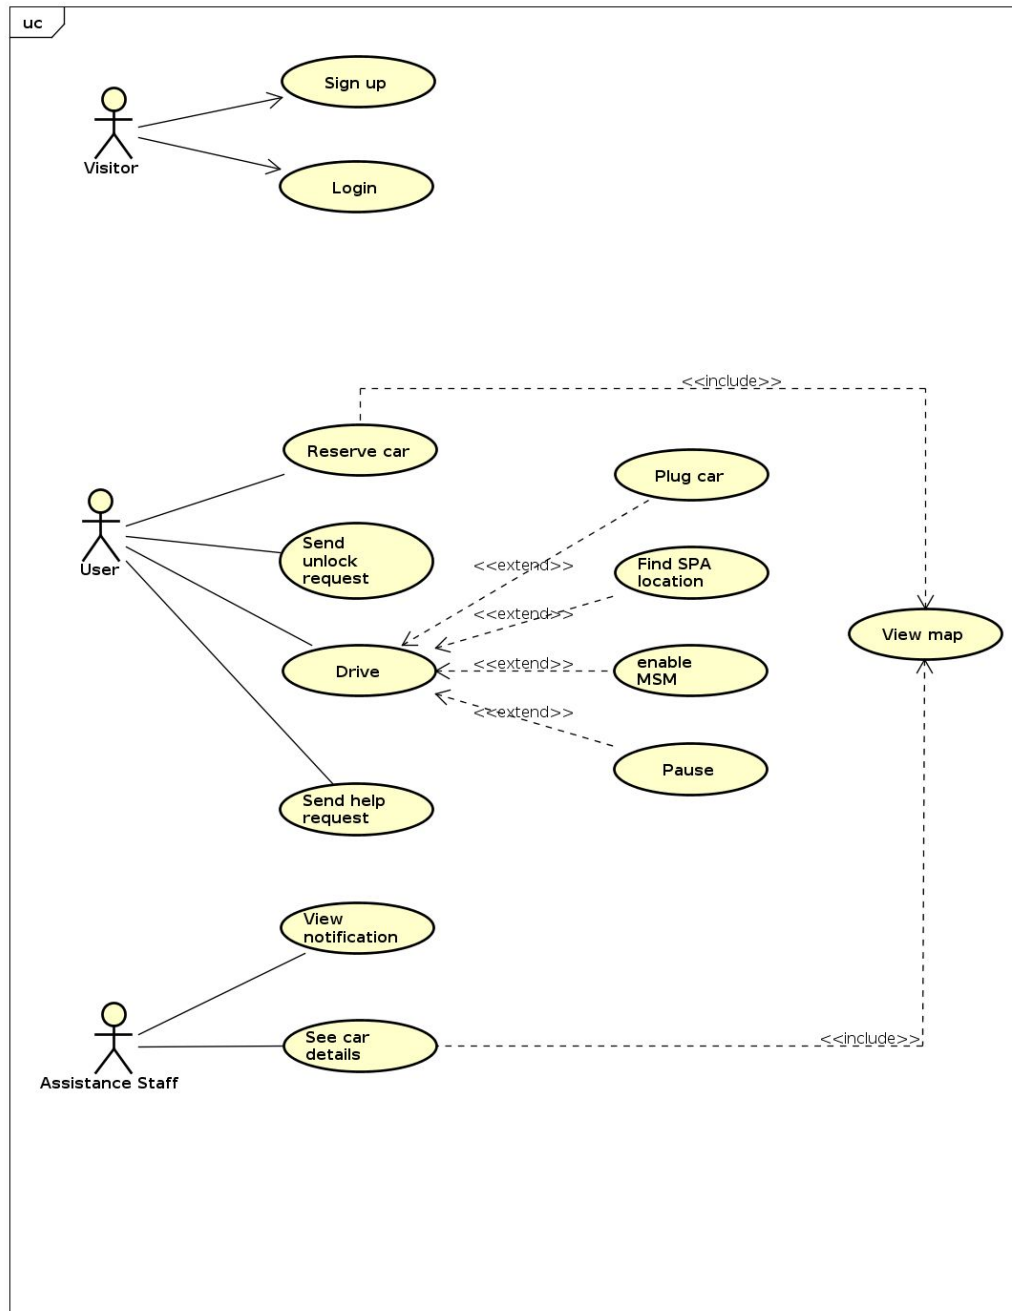 uc
Sign up
Visitor
Login
<<include>>
Reserve car
Plug car
User
Send
unlock
request
<<extend>>
Find SPA
location
<<extend>>
View map
Drive
<<extend>>
enable
MSM
<<extend>>
Pause
Send help
request
View
notification
Assistance Staff
See car
details
<<include>>